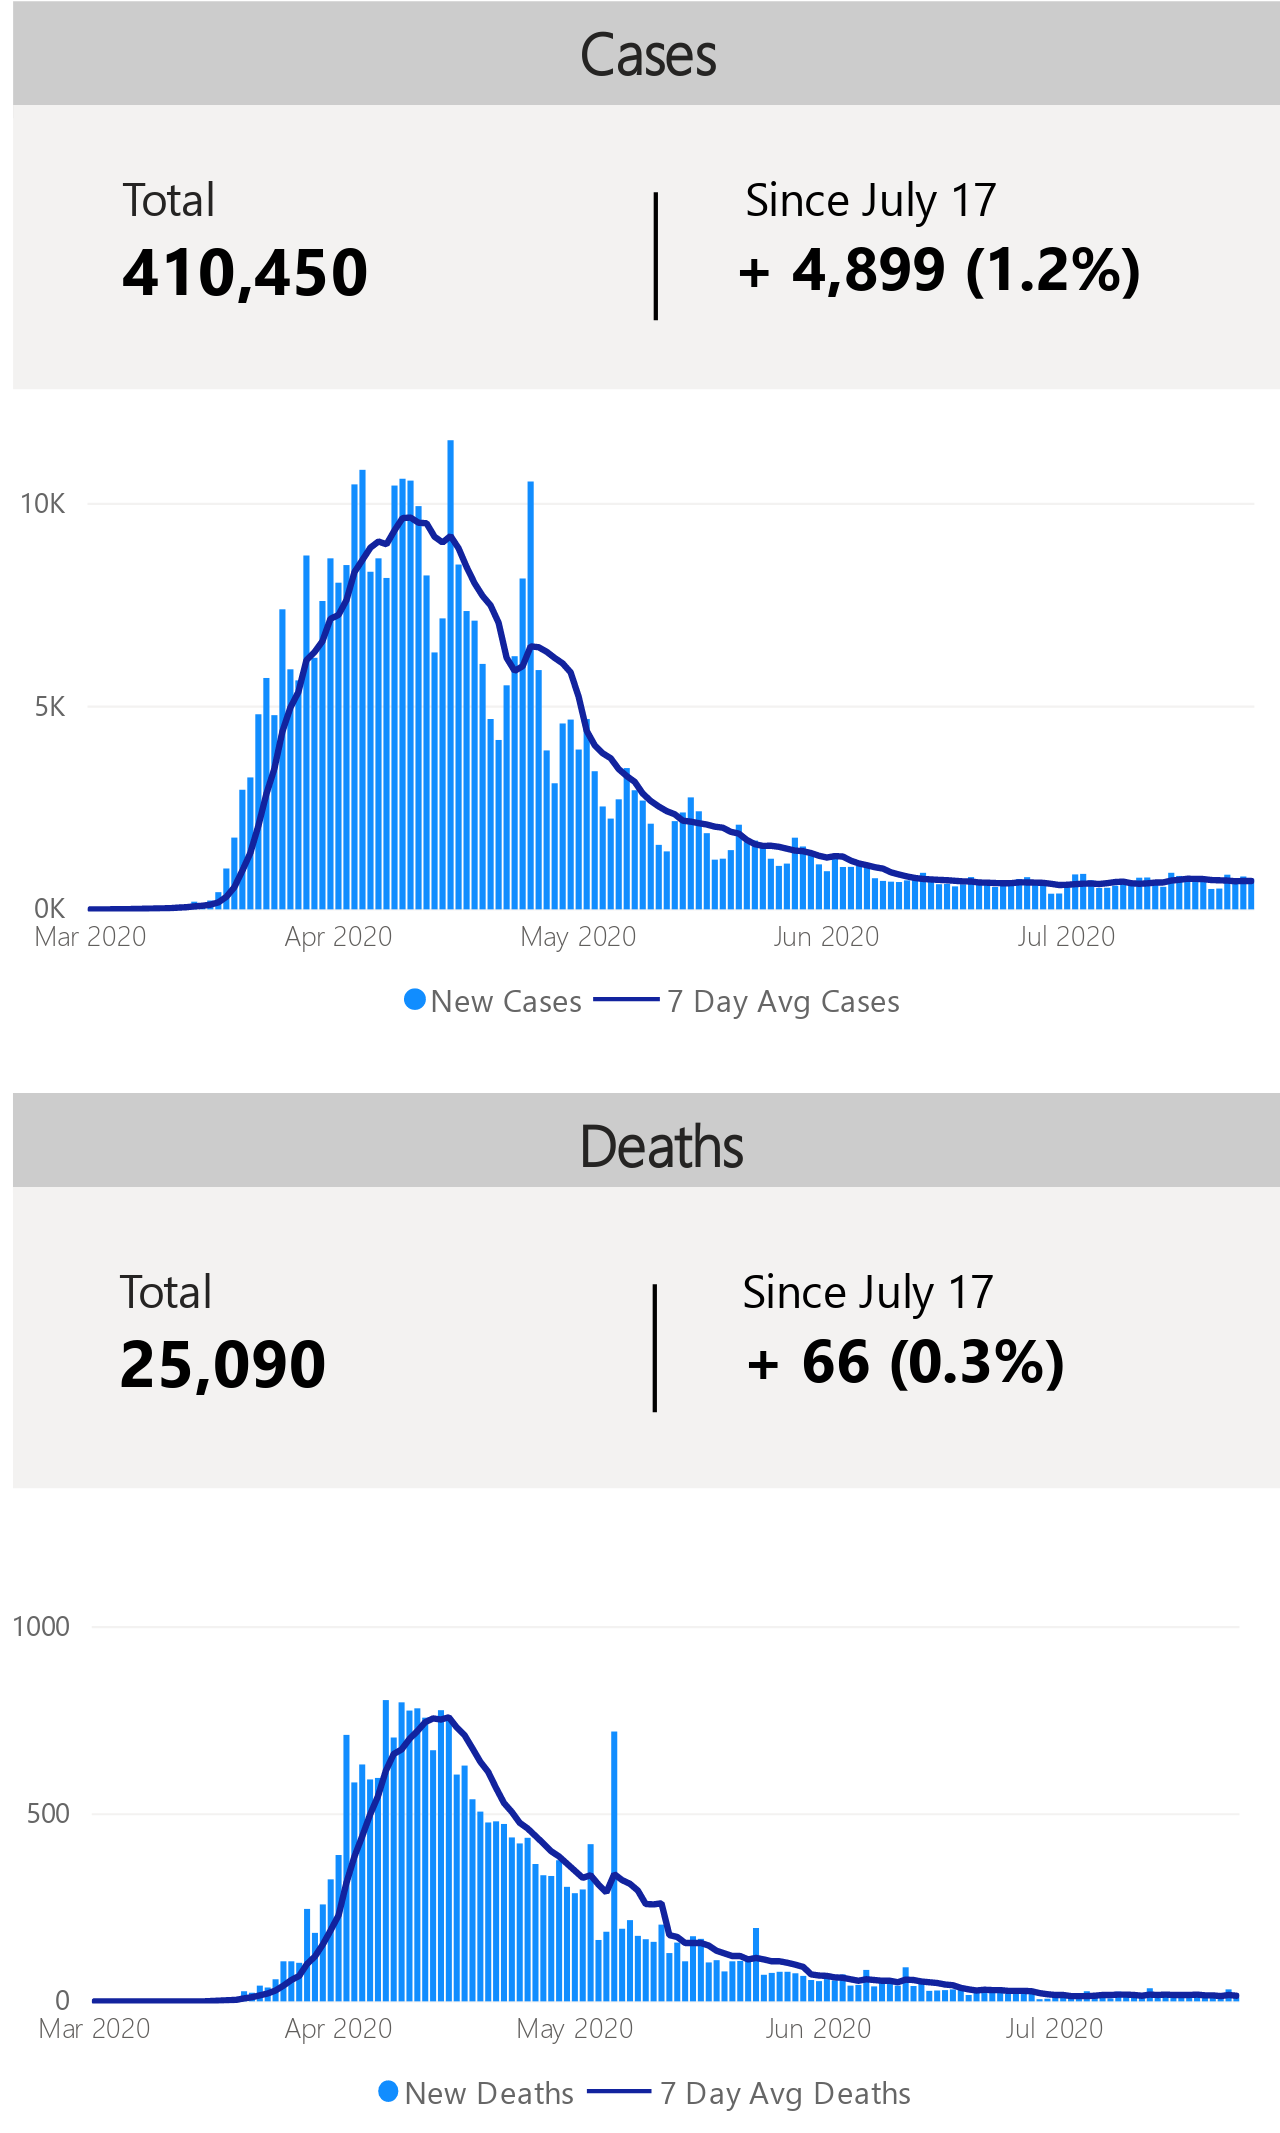 Cases
Total
Since July 17
410,450
+ 4,899 (1.2%)
10K
5K
0K
Mar 2020
Apr 2020
May 2020
Jun 2020
Jul 2020
New Cases
7 Day Avg Cases
Deaths
Total
Since July 17
25,090
+ 66 (0.3%)
1000
500
0
Mar 2020
Apr 2020
May 2020
Jun 2020
Jul 2020
New Deaths
7 Day Avg Deaths